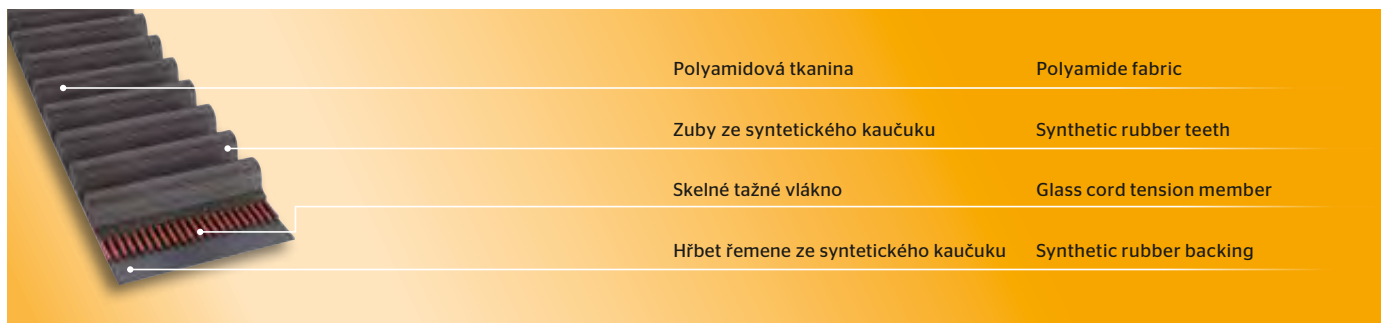 Polyamidová tkanina Polyamide fabric
Zuby ze syntetického kaučuku Synthetic rubber teeth
Skelné tažné vlákno Glass cord tension member
Hřbet řemene ze syntetického kaučuku Synthetic rubber backing